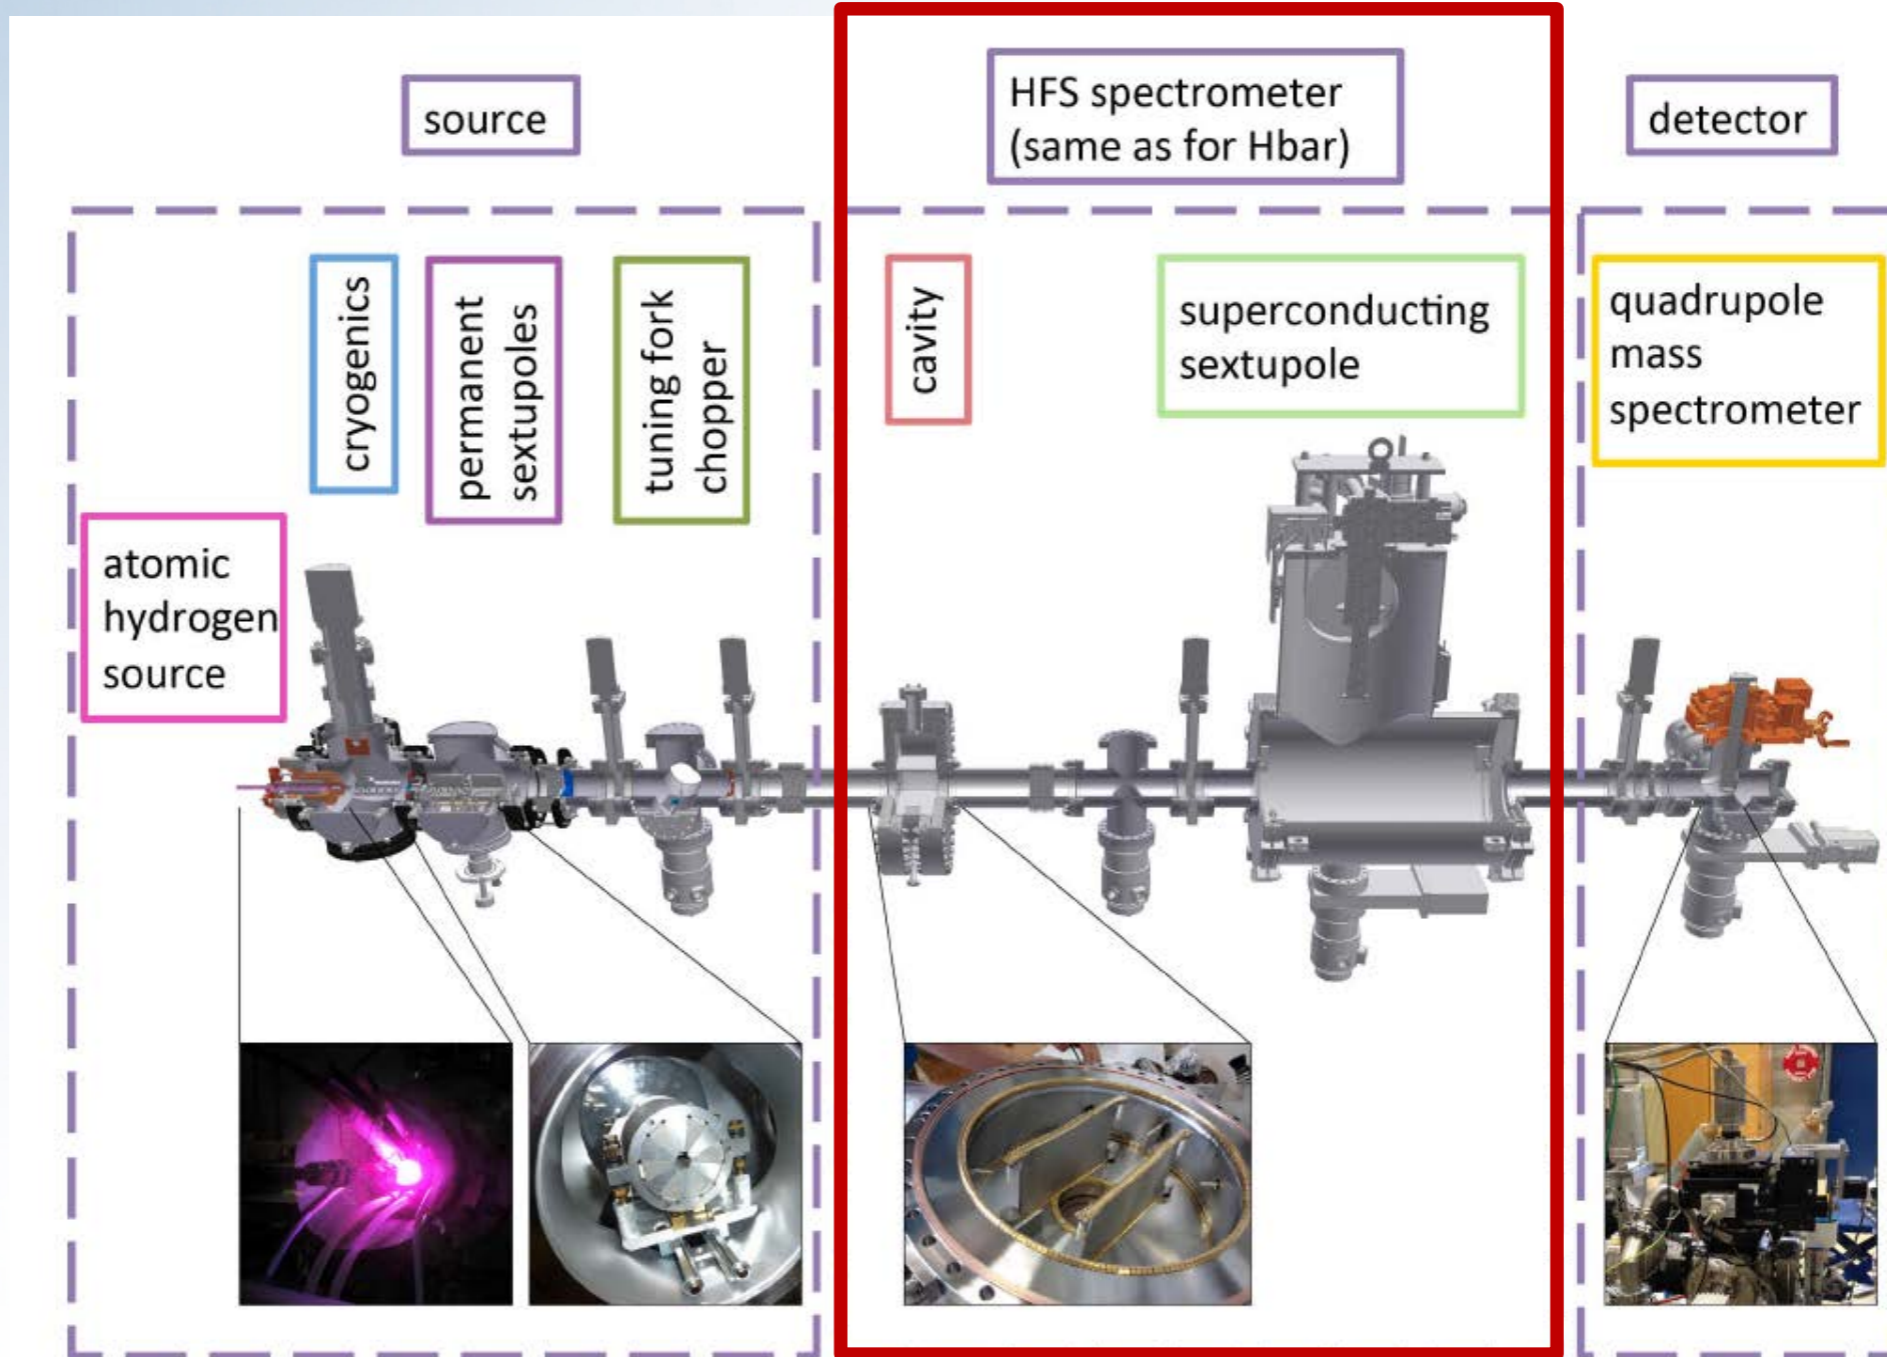 source
HFS spectrometer
(same as for Hbar)
detector
cryogenics
permanent
sextupoles
tuning fork
chopper
cavity
superconducting
sextupole
quadrupole
mass
spectrometer
atomic
hydrogen
source